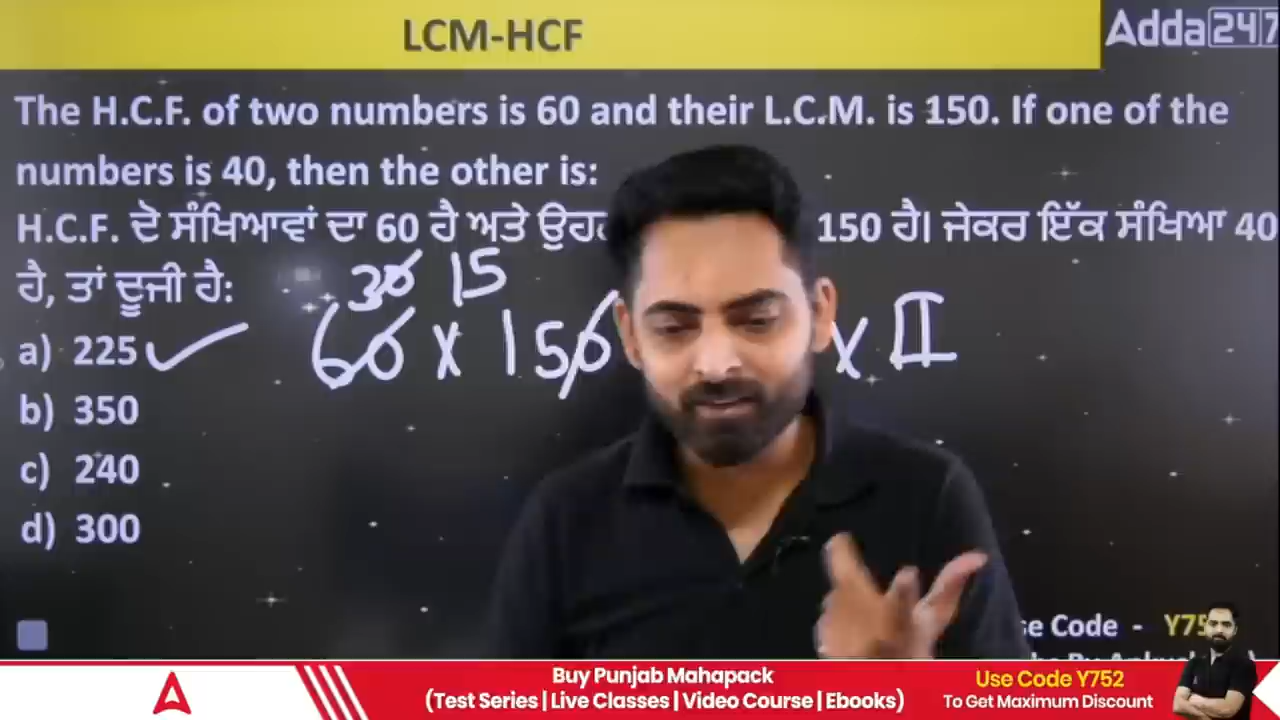 LCM-HCF
Adda247
The H.C.F. of two numbers is 60 and their L.C.M. is 150. If one of the
numbers is 40, then the other is:
H.C.F. ਦੋ ਸੰਖਿਆਵਾਂ ਦਾ 60 ਹੈ ਅਤੇ 150 ਹੈ। ਜੇਕਰ ਇੱਕ ਸੰਖਿਆ 40
ਹੈ, ਤਾਂ ਦੂਜੀ ਹੈ:
30 15
60 x 150 x II
a) 225
b) 350
c) 240
d) 300
Code - 
Buy Punjab Mahapack
(Test Series | Live Classes | Video Course | Ebooks)
Use Code Y752
To Get Maximum Discount